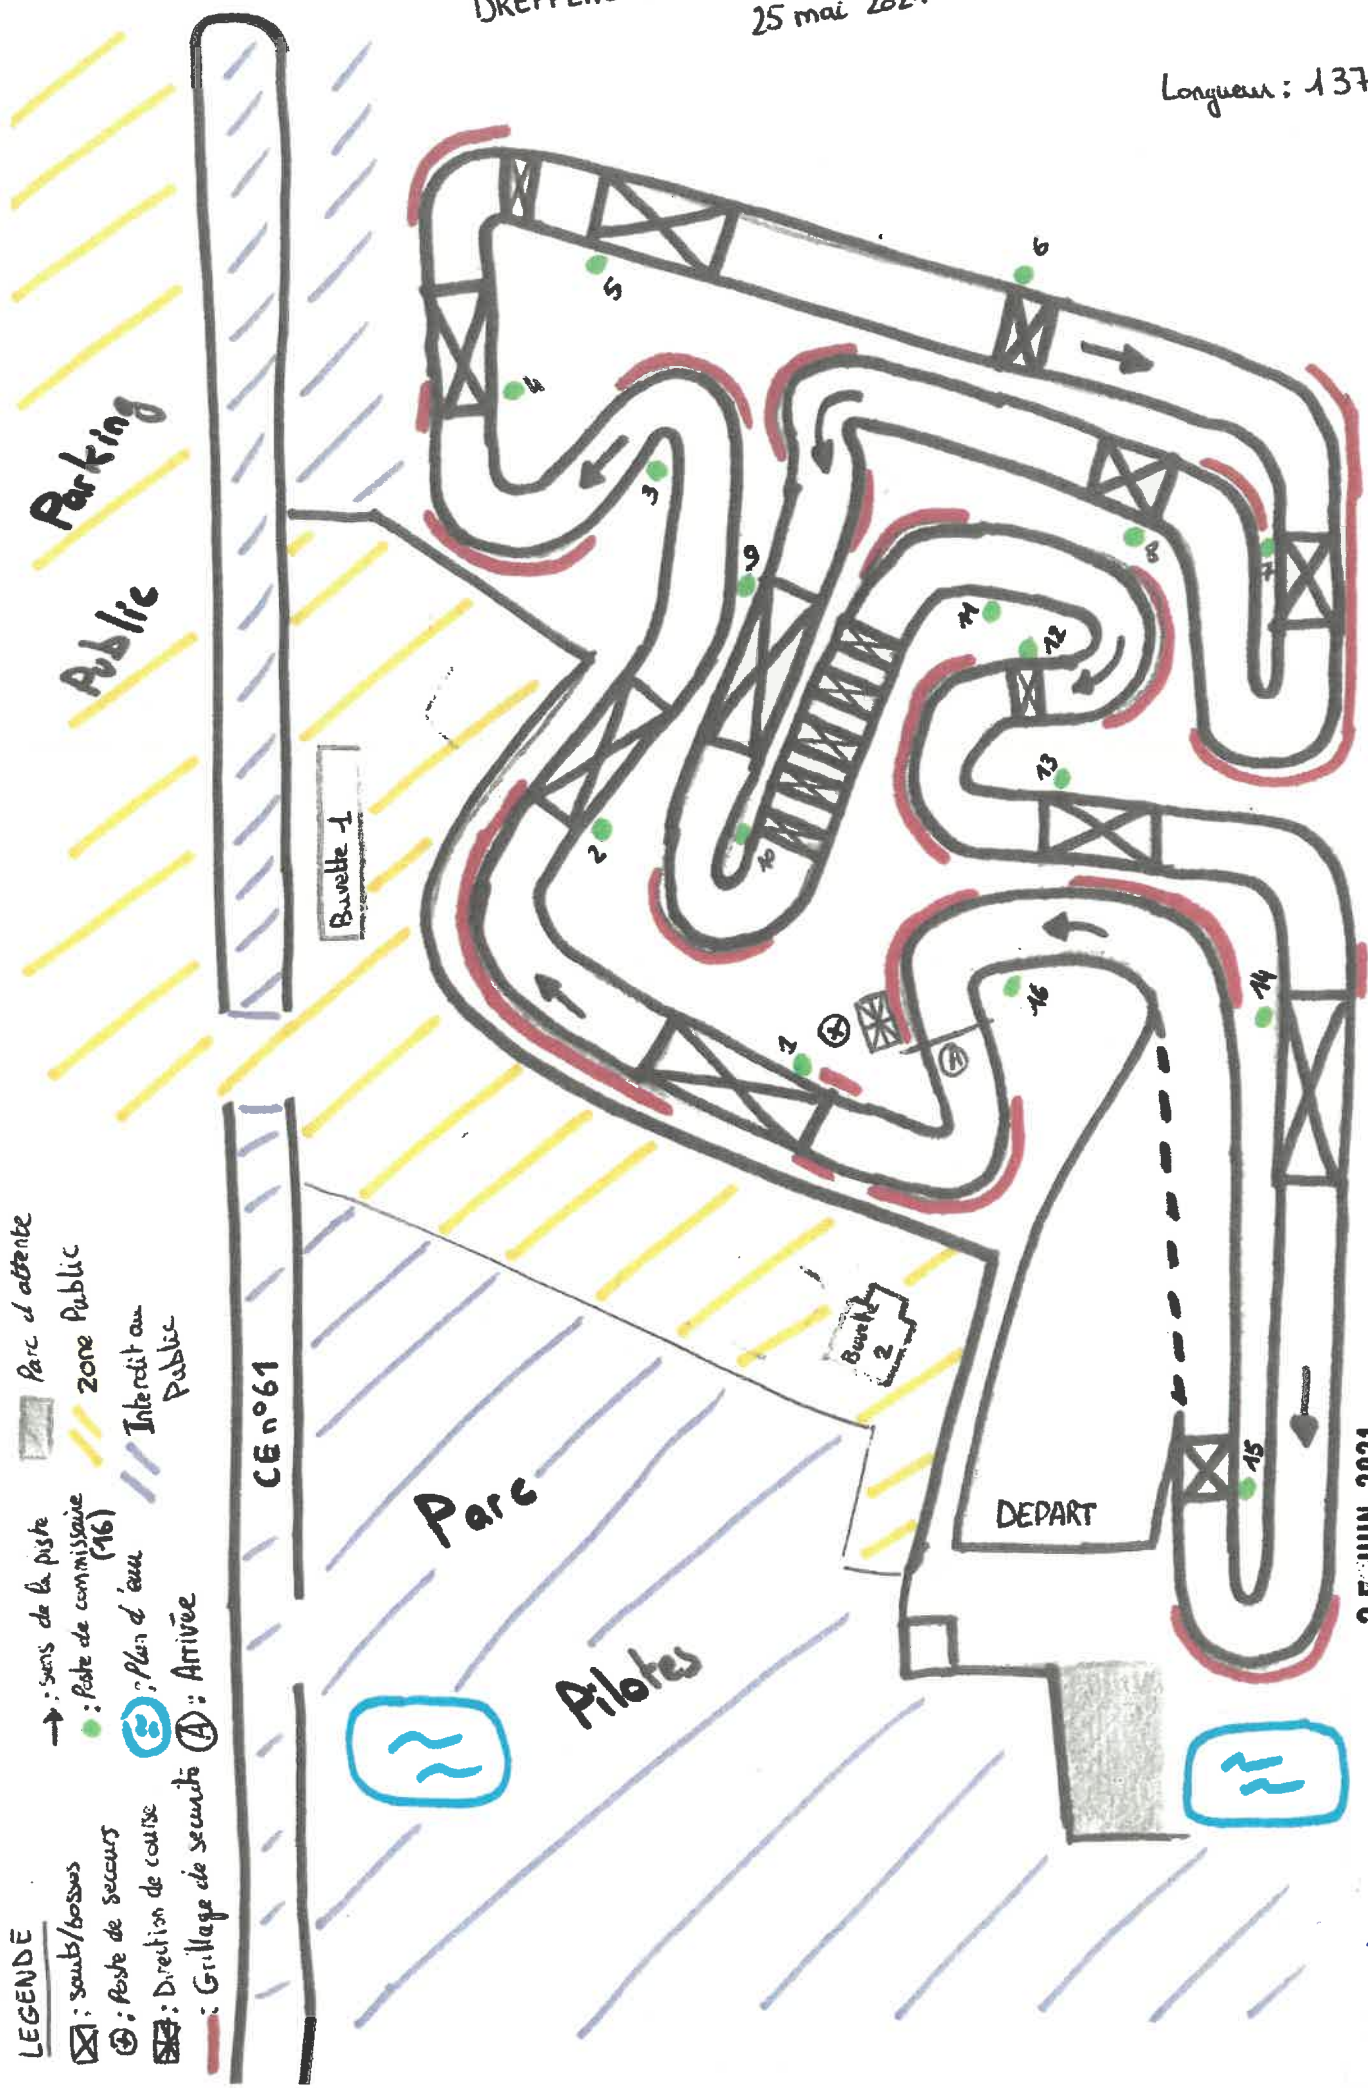 25 mai
Longueur : 137
Parking
Public
Buvette 1
CE n°61
Parc
Pilotes
Buvette
2
DEPART
A
1
2
3
4
5
6
7
8
9
10
11
12
13
14
15
16
LEGENDE
: sauts/bosses
: Poste de secours
: Direction de course
: Grillage de securité
: sens de la piste
: Poste de commissaire
(16)
: Plan d'eau
A : Arrivée
Parc d'attente
zone Public
Interdit au
Public
JUIN 2021